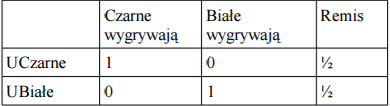 Czarne wygrywają Białe wygrywają Remis
UCzarne 1 0 ½
UBiałe 0 1 ½